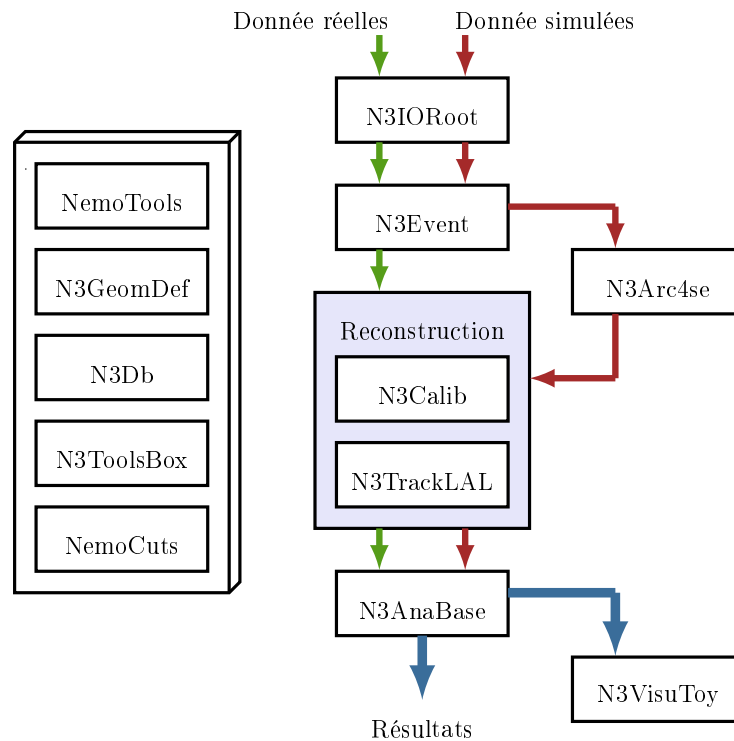 Donnée réelles
Donnée simulées
N3IORoot
N3Event
N3Arc4se
Reconstruction
N3Calib
N3TrackLAL
N3AnaBase
N3VisuToy
Résultats
NemoTools
N3GeomDef
N3Db
N3ToolsBox
NemoCuts